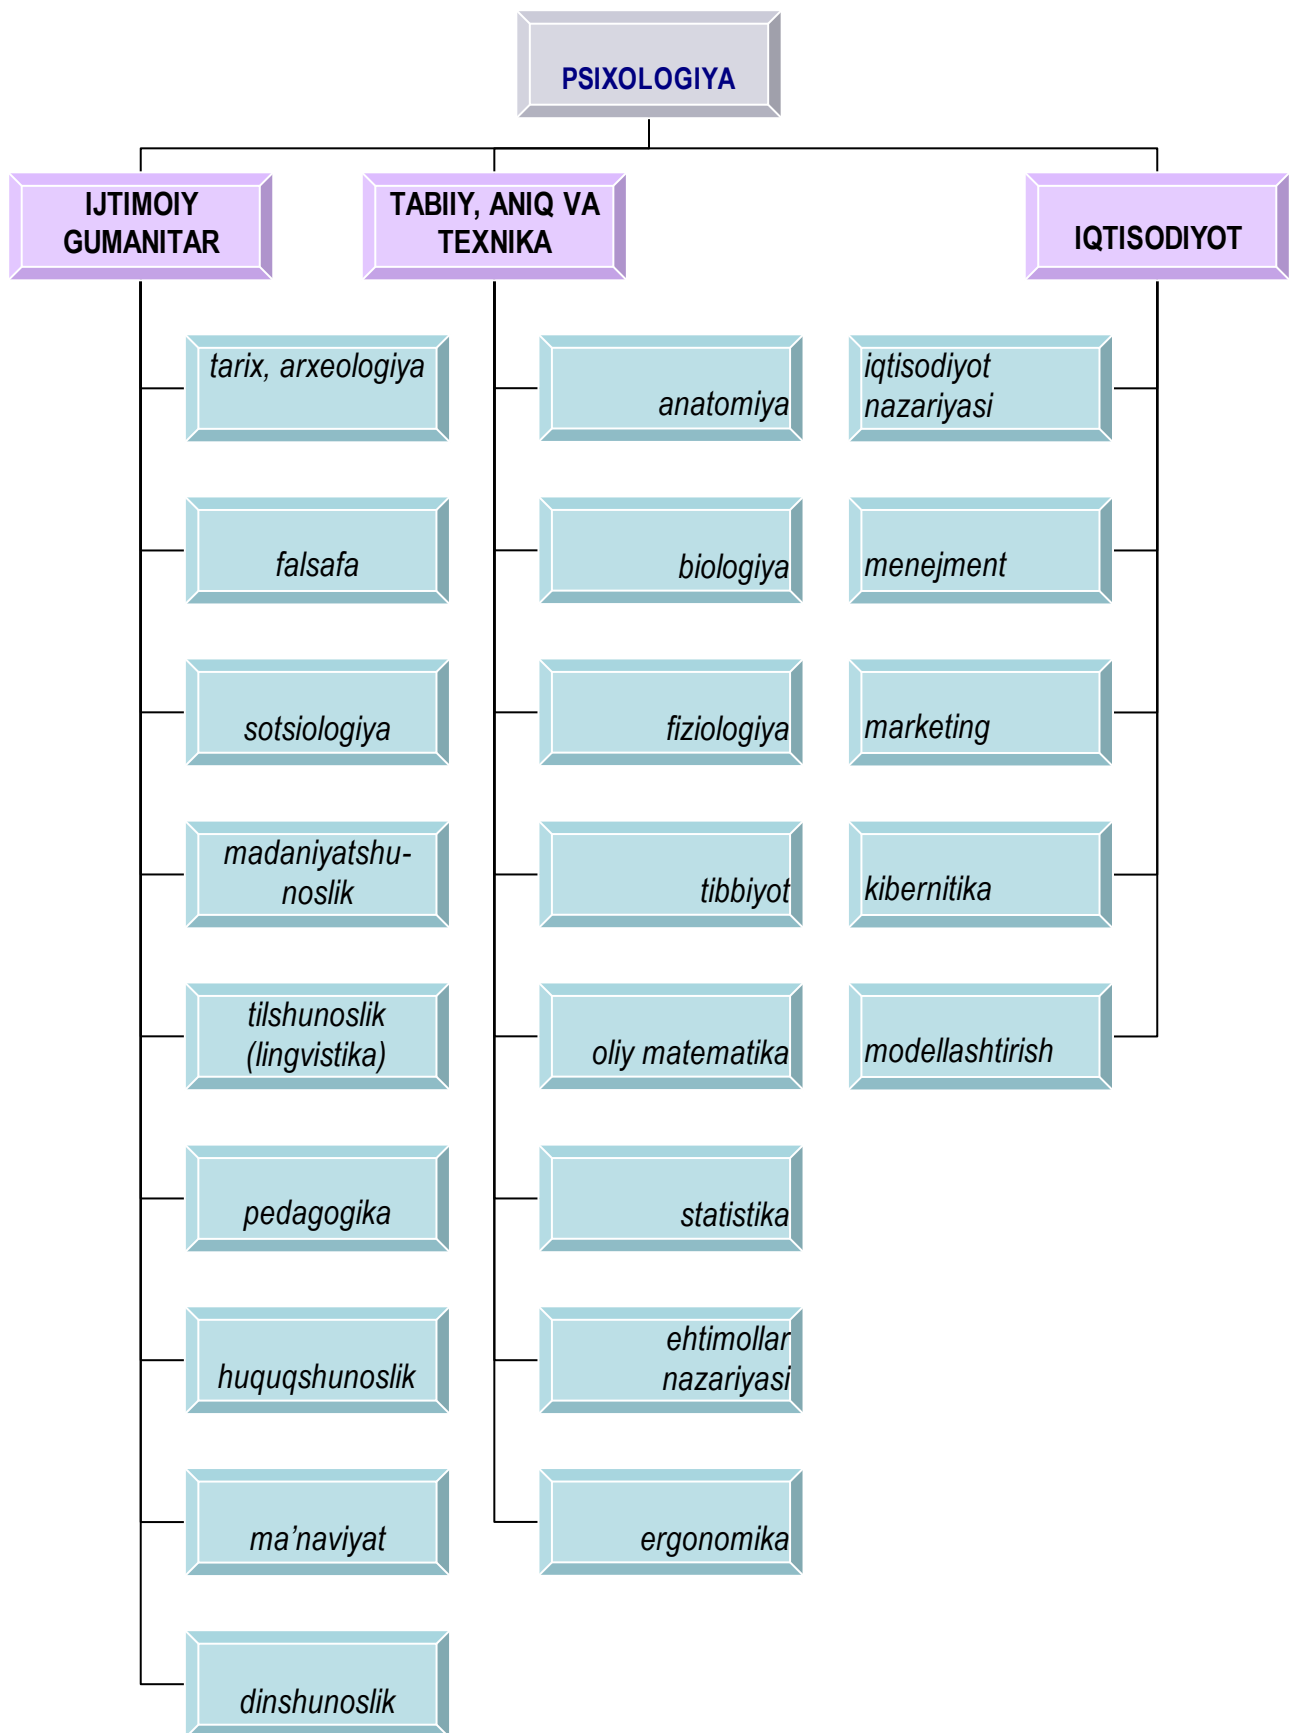 PSIXOLOGIYA
IJTIMOIY
GUMANITAR
TABIIY, ANIQ VA
TEXNIKA
IQTISODIYOT
tarix, arxeologiya
falsafa
sotsiologiya
madaniyatshu-
noslik
tilshunoslik
(lingvistika)
pedagogika
huquqshunoslik
ma’naviyat
dinshunoslik
anatomiya
biologiya
fiziologiya
tibbiyot
oliy matematika
statistika
ehtimollar
nazariyasi
ergonomika
iqtisodiyot
nazariyasi
menejment
marketing
kibernitika
modellashtirish